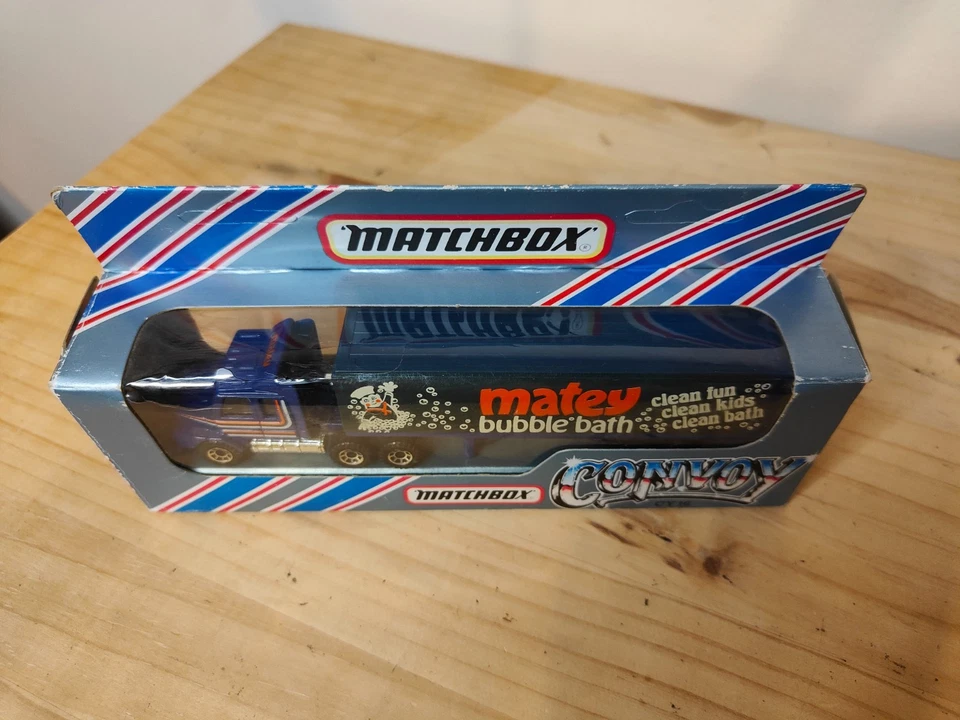 MATCHBOX
®
matey
bubble bath
clean fun
clean kids
clean bath
MATCHBOX
CONVOY